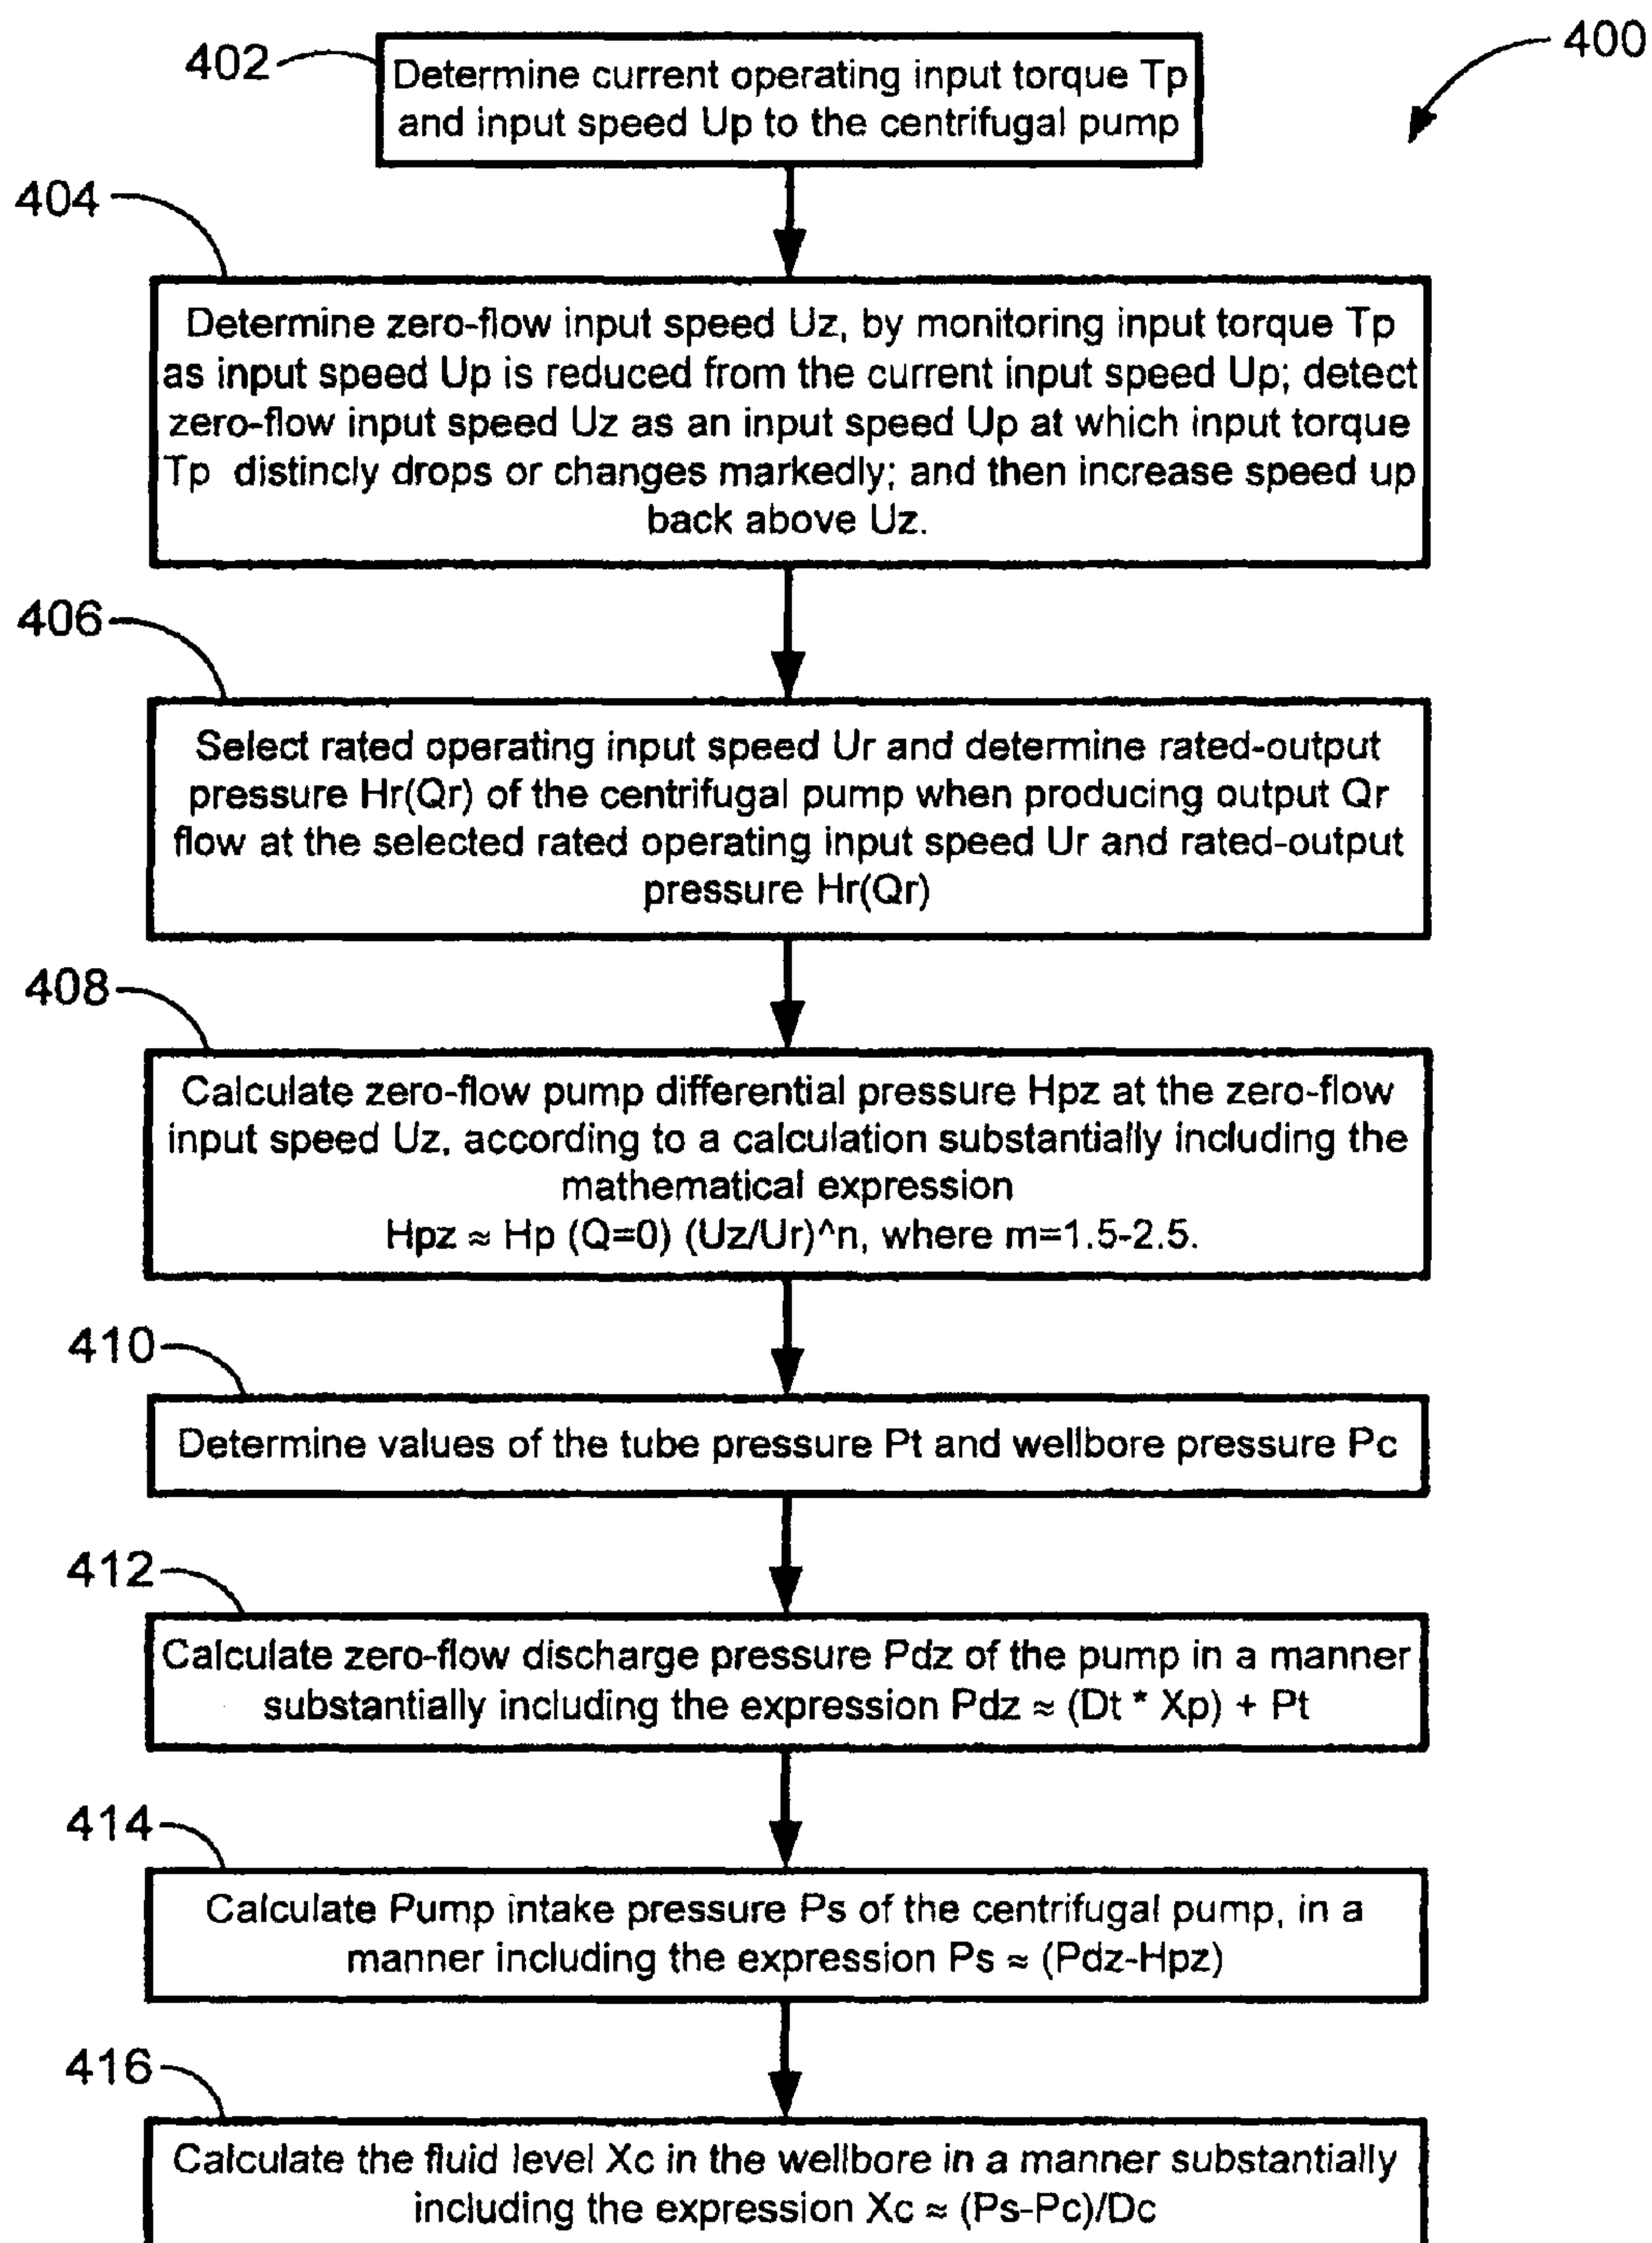 400
402
Determine current operating input torque Tp
and input speed Up to the centrifugal pump
404
Determine zero-flow input speed Uz, by monitoring input torque Tp
as input speed Up is reduced from the current input speed Up; detect
zero-flow input speed Uz as an input speed Up at which input torque
Tp distincly drops or changes markedly; and then increase speed up
back above Uz.
406
Select rated operating input speed Ur and determine rated-output
pressure Hr(Qr) of the centrifugal pump when producing output Qr
flow at the selected rated operating input speed Ur and rated-output
pressure Hr(Qr)
408
Calculate zero-flow pump differential pressure Hpz at the zero-flow
input speed Uz, according to a calculation substantially including the
mathematical expression
Hpz ≈ Hp (Q=0) (Uz/Ur)^n, where m=1.5-2.5.
410
Determine values of the tube pressure Pt and wellbore pressure Pc
412
Calculate zero-flow discharge pressure Pdz of the pump in a manner
substantially including the expression Pdz ≈ (Dt * Xp) + Pt
414
Calculate Pump intake pressure Ps of the centrifugal pump, in a
manner including the expression Ps ≈ (Pdz-Hpz)
416
Calculate the fluid level Xc in the wellbore in a manner substantially
including the expression Xc ≈ (Ps-Pc)/Dc